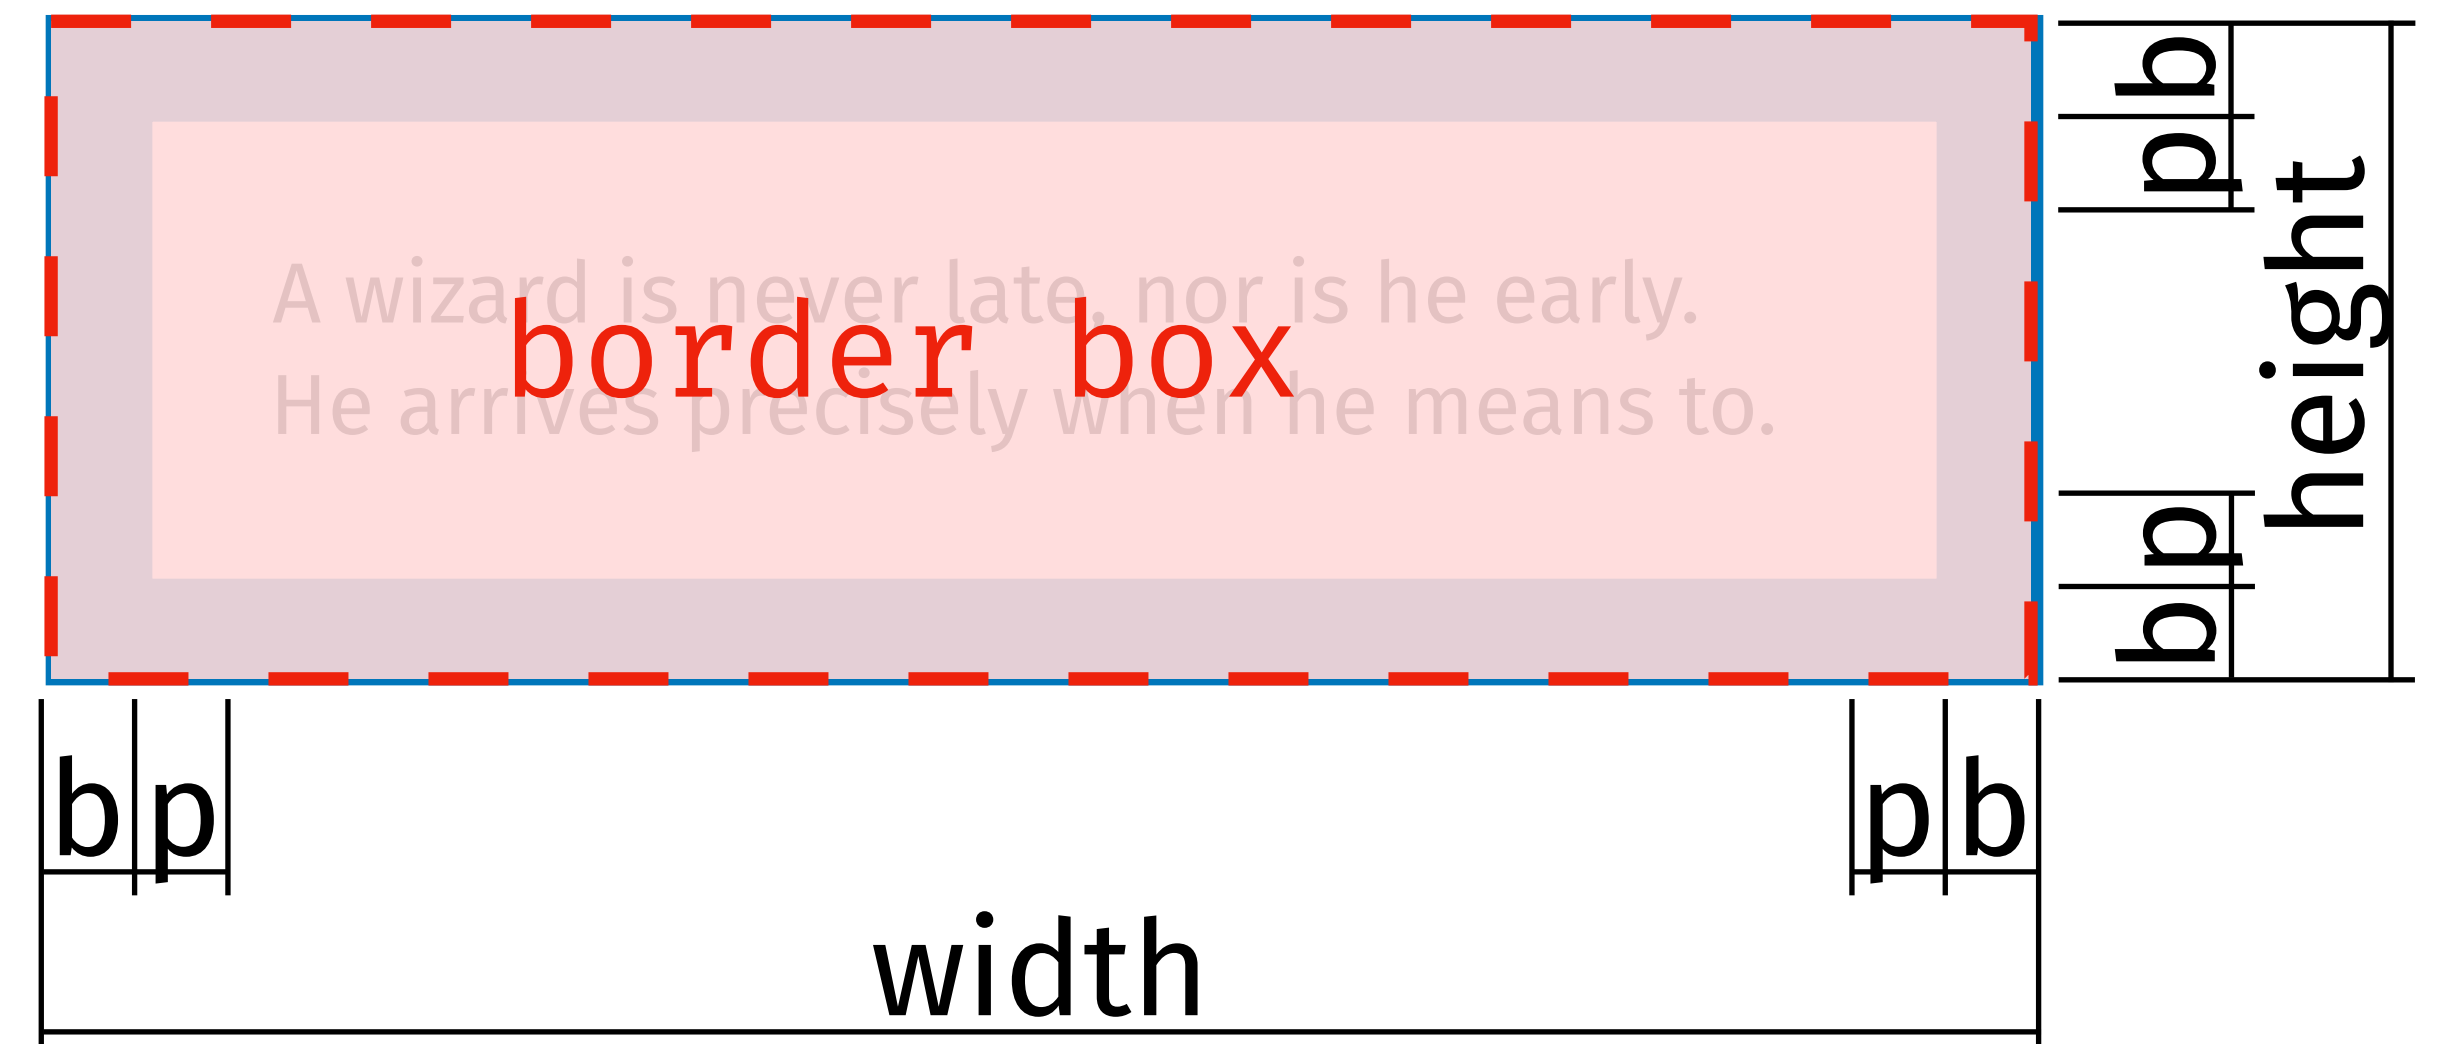 A wizard is never late, nor is he early.
border box
He arrives precisely when he means to.
b
p
height
p
b
b p
p b
width